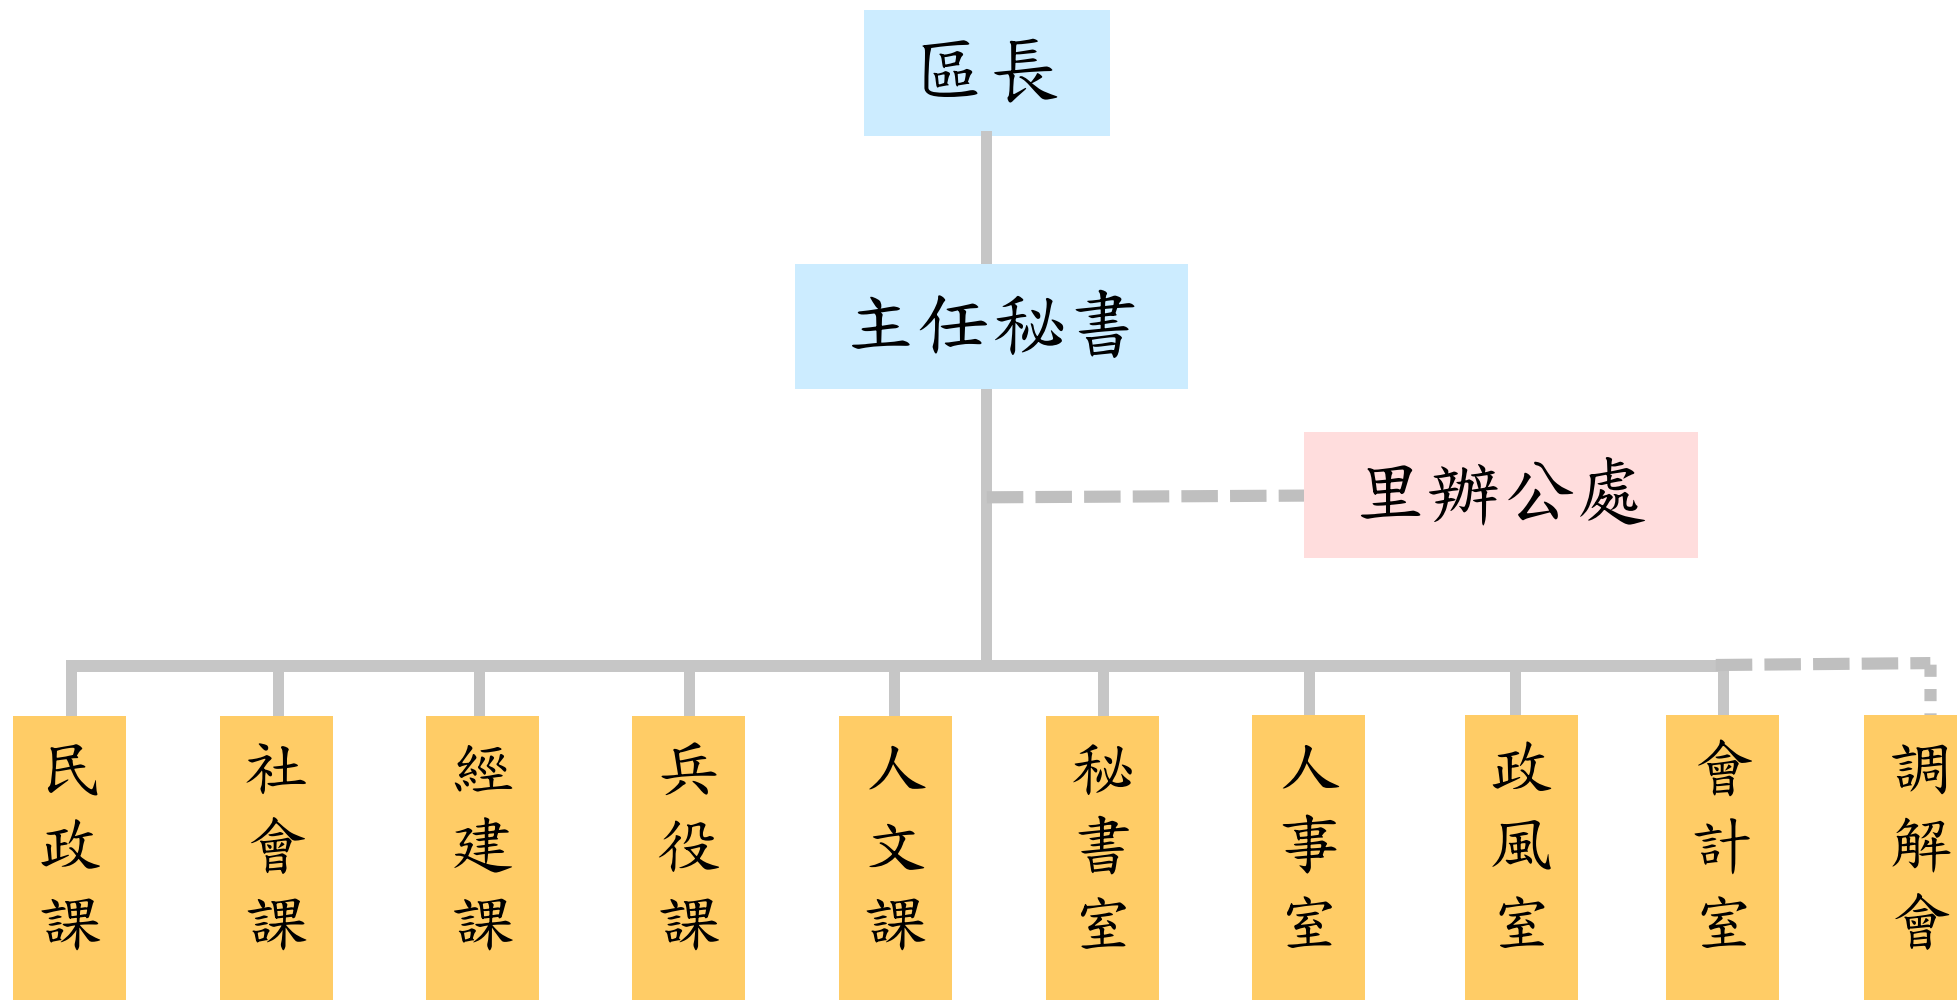 區長
主任秘書
里辦公處
民政課
社會課
經建課
兵役課
人文課
秘書室
人事室
政風室
會計室
調解會